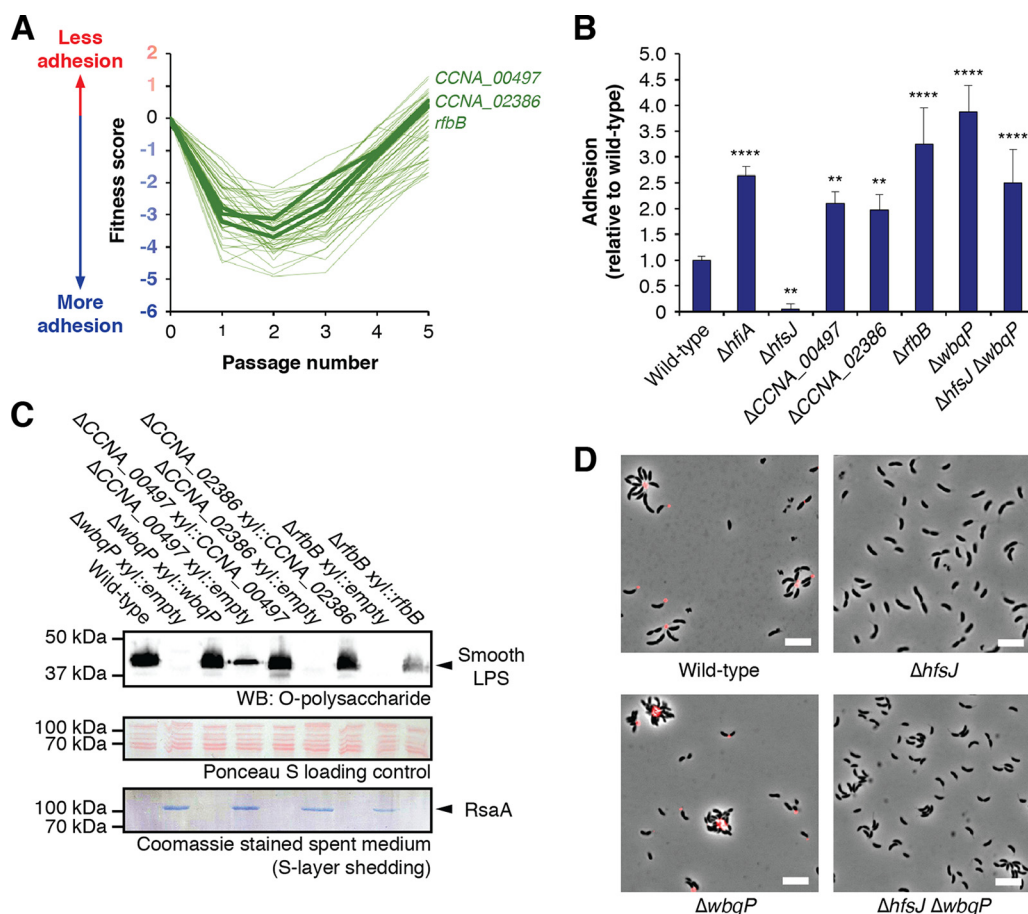 A
Less
adhesion
More
adhesion
Fitness score
2
1
0
-1
-2
-3
-4
-5
-6
0 1 2 3 4 5
Passage number
CCNA_00497
CCNA_02386
rfbB
B
Adhesion
(relative to wild-type)
5.0
4.5
4.0
3.5
3.0
2.5
2.0
1.5
1.0
0.5
0
****
**
**
**
****
****
****
Wild-type
ΔhfiA
ΔhfsJ
ΔCCNA_00497
ΔCCNA_02386
ΔrfbB
ΔwbqP
ΔhfsJ ΔwbqP
C
Wild-type
ΔwbqP xyl::empty
ΔwbqP xyl::wbqP
ΔCCNA_00497 xyl::empty
ΔCCNA_00497 xyl::CCNA_00497
ΔCCNA_02386 xyl::empty
ΔCCNA_02386 xyl::CCNA_02386
ΔrfbB xyl::empty
ΔrfbB xyl::rfbB
50 kDa
37 kDa
Smooth
LPS
WB: O-polysaccharide
100 kDa
70 kDa
Ponceau S loading control
100 kDa
70 kDa
RsaA
Coomassie stained spent medium
(S-layer shedding)
D
Wild-type
ΔhfsJ
ΔwbqP
ΔhfsJ ΔwbqP